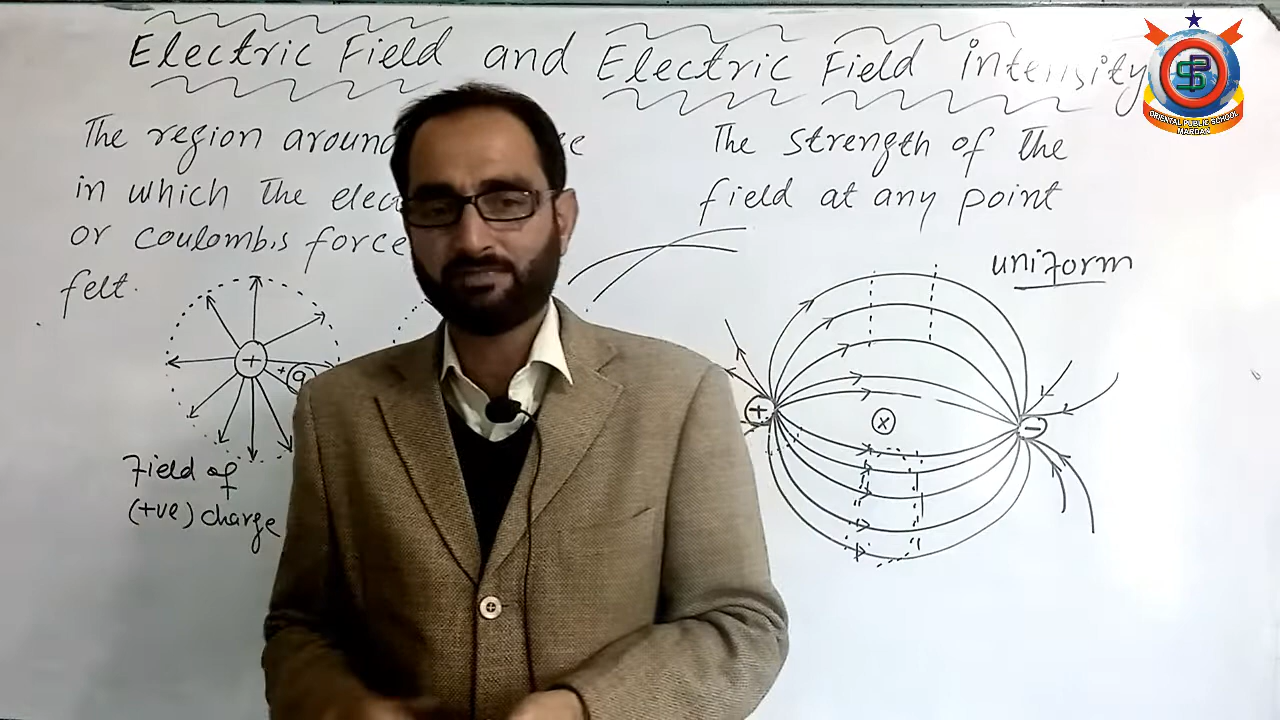 Electric Field and Electric Field intensity
The region around
in which the elec
or coulombs force
felt.
The strength of the
field at any point
uniform
+
+ q
Field of
(+ve) charge
+
x
−
ORIENTAL PUBLIC SCHOOL
MARDAN